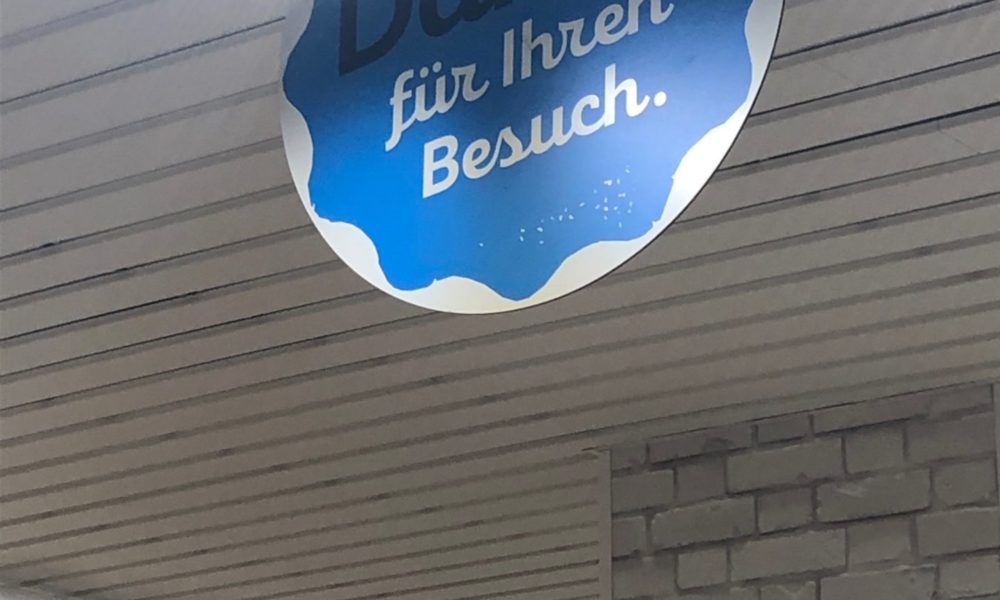 für Ihren
Besuch.